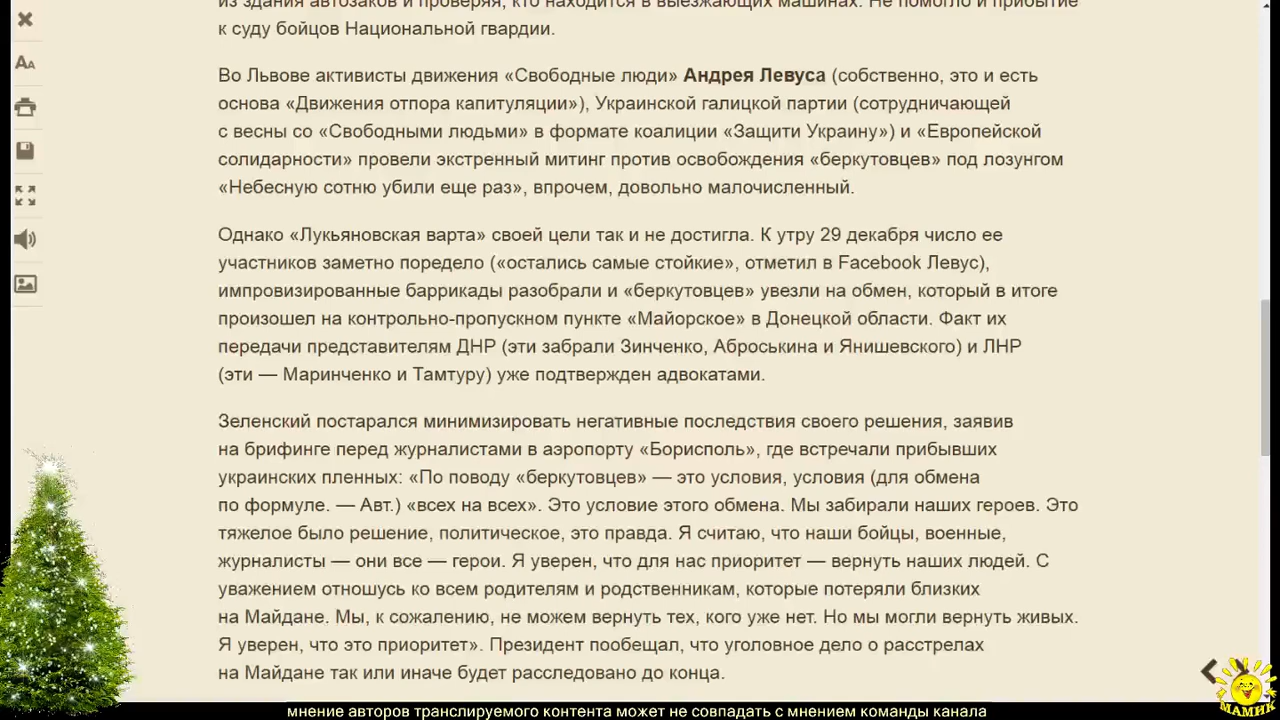 из здания автозаков и проверяя, кто находится в выезжающих машинах. Не помогло и прибытие
к суду бойцов Национальной гвардии.
Во Львове активисты движения «Свободные люди» Андрея Левуса (собственно, это и есть
основа «Движения отпора капитуляции»), Украинской галицкой партии (сотрудничающей
с весны со «Свободными людьми» в формате коалиции «Защити Украину») и «Европейской
солидарности» провели экстренный митинг против освобождения «беркутовцев» под лозунгом
«Небесную сотню убили еще раз», впрочем, довольно малочисленный.
Однако «Лукьяновская варта» своей цели так и не достигла. К утру 29 декабря число ее
участников заметно поредело («остались самые стойкие», отметил в Facebook Левус),
импровизированные баррикады разобрали и «беркутовцев» увезли на обмен, который в итоге
произошел на контрольно-пропускном пункте «Майорское» в Донецкой области. Факт их
передачи представителям ДНР (эти забрали Зинченко, Аброськина и Янишевского) и ЛНР
(эти — Маринченко и Тамтуру) уже подтвержден адвокатами.
Зеленский постарался минимизировать негативные последствия своего решения, заявив
на брифинге перед журналистами в аэропорту «Борисполь», где встречали прибывших
украинских пленных: «По поводу «беркутовцев» — это условия, условия (для обмена
по формуле. — Авт.) «всех на всех». Это условие этого обмена. Мы забирали наших героев. Это
тяжелое было решение, политическое, это правда. Я считаю, что наши бойцы, военные,
журналисты — они все — герои. Я уверен, что для нас приоритет — вернуть наших людей. С
уважением отношусь ко всем родителям и родственникам, которые потеряли близких
на Майдане. Мы, к сожалению, не можем вернуть тех, кого уже нет. Но мы могли вернуть живых.
Я уверен, что это приоритет». Президент пообещал, что уголовное дело о расстрелах
на Майдане так или иначе будет расследовано до конца.
МАМИК
мнение авторов транслируемого контента может не совпадать с мнением команды канала